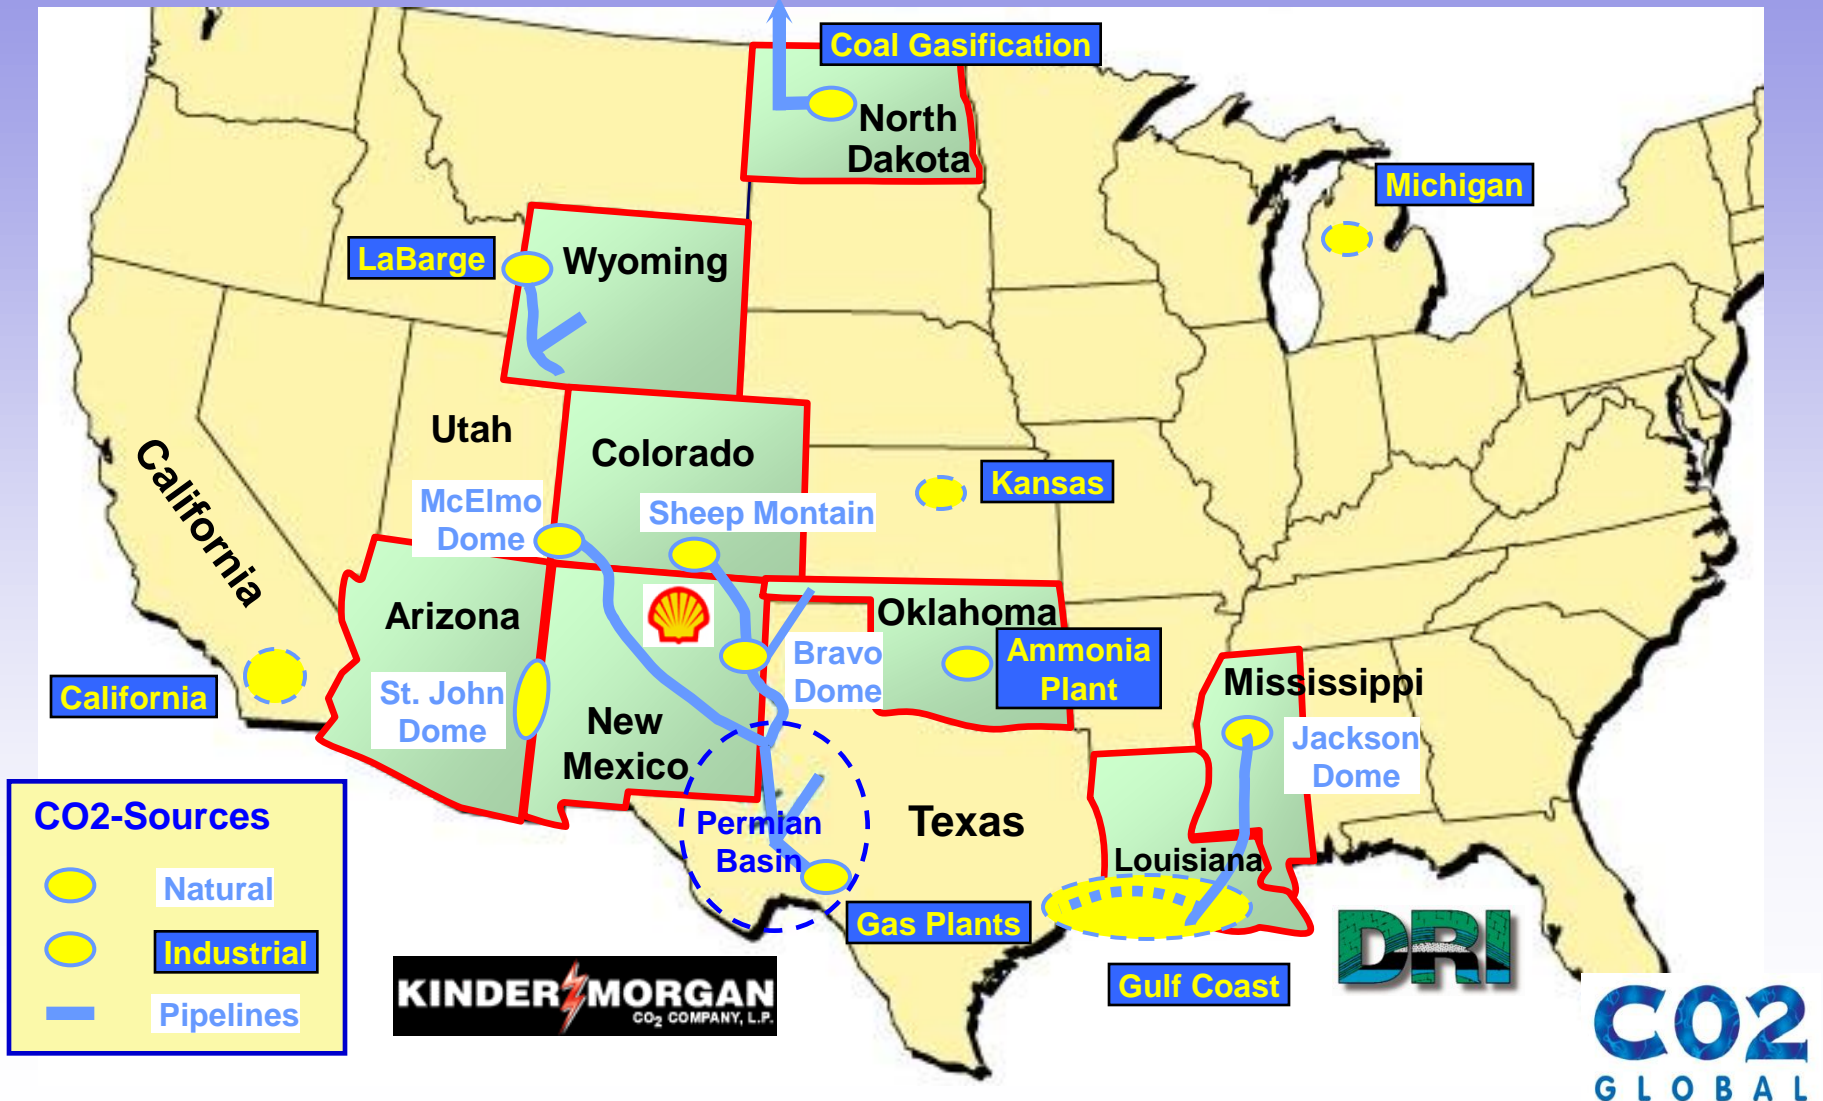 Coal Gasification
North
Dakota
Michigan
LaBarge
Wyoming
Utah
Colorado
California
McElmo
Dome
Sheep Montain
Kansas
Arizona
Oklahoma
Ammonia
Plant
Bravo
Dome
California
St. John
Dome
New
Mexico
Mississippi
Jackson
Dome
Permian
Basin
Texas
Louisiana
Gas Plants
Gulf Coast
CO2-Sources
Natural
Industrial
Pipelines
KINDER MORGAN
CO₂ COMPANY, L.P.
DRI
CO2
GLOBAL